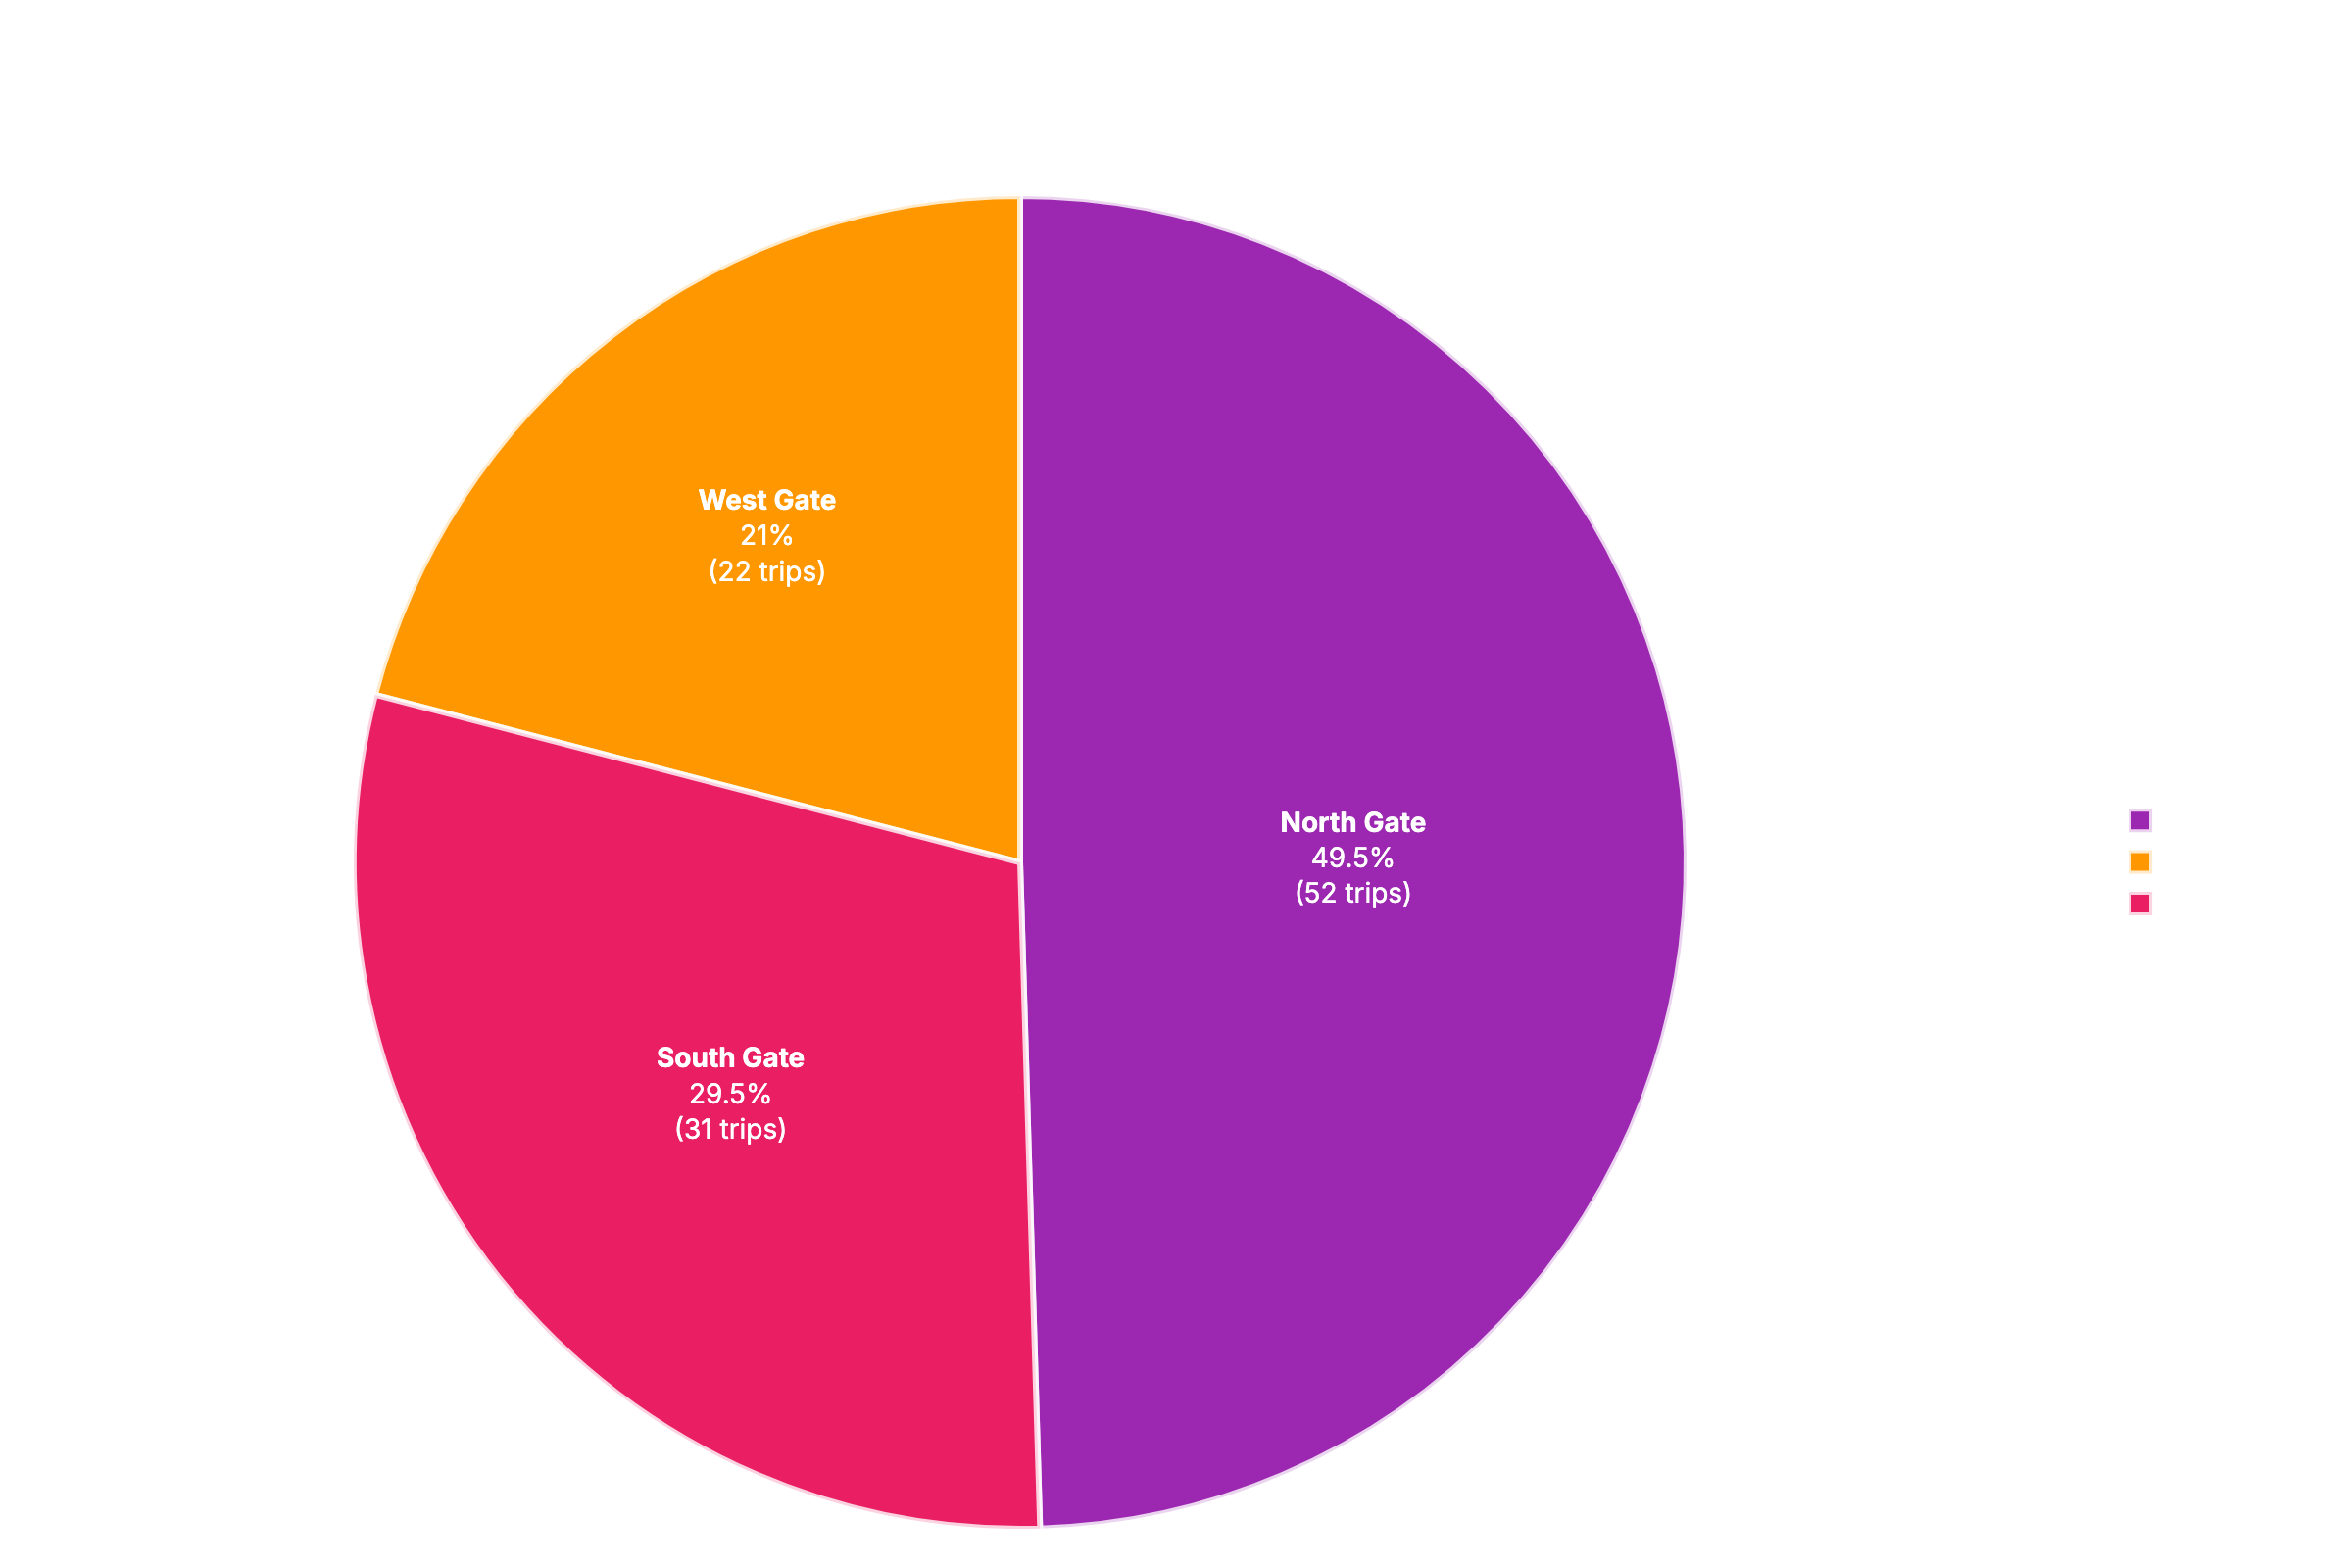 West Gate
21%
(22 trips)
North Gate
49.5%
(52 trips)
South Gate
29.5%
(31 trips)